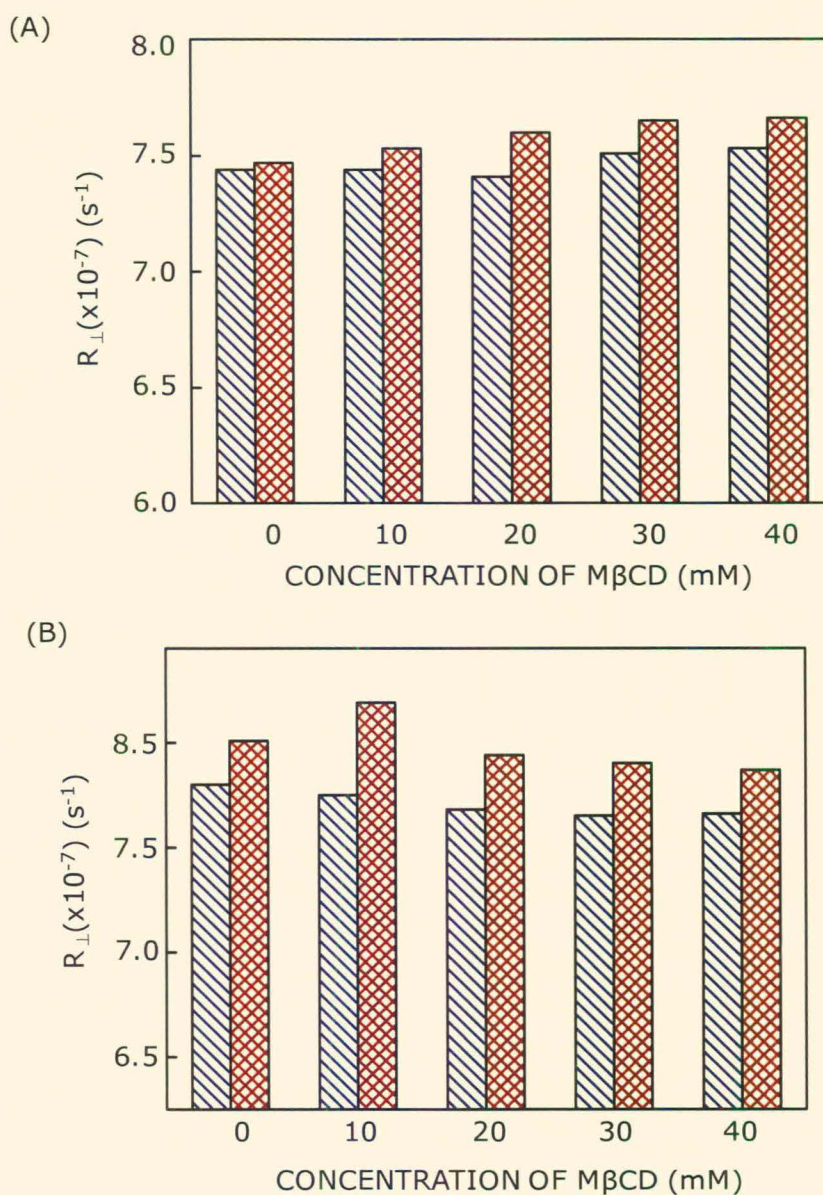 (A)
8.0
7.5
7.0
6.5
6.0
R⊥(x10⁻⁷) (s⁻¹)
0 10 20 30 40
CONCENTRATION OF MβCD (mM)
(B)
8.5
7.5
7.0
6.5
R⊥(x10⁻⁷) (s⁻¹)
0 10 20 30 40
CONCENTRATION OF MβCD (mM)